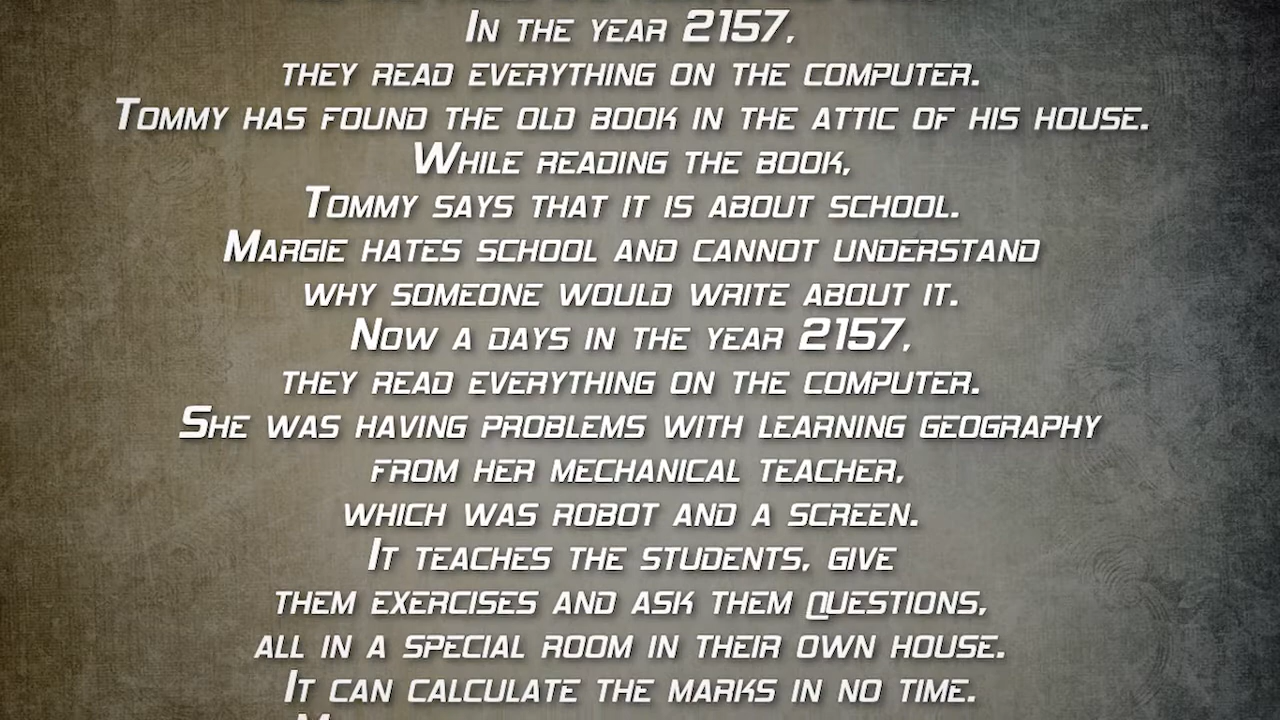 In the year 2157,
they read everything on the computer.
Tommy has found the old book in the attic of his house.
While reading the book,
Tommy says that it is about school.
Margie hates school and cannot understand
why someone would write about it.
Now a days in the year 2157,
they read everything on the computer.
She was having problems with learning geography
from her mechanical teacher,
which was robot and a screen.
It teaches the students, give
them exercises and ask them questions,
all in a special room in their own house.
It can calculate the marks in no time.